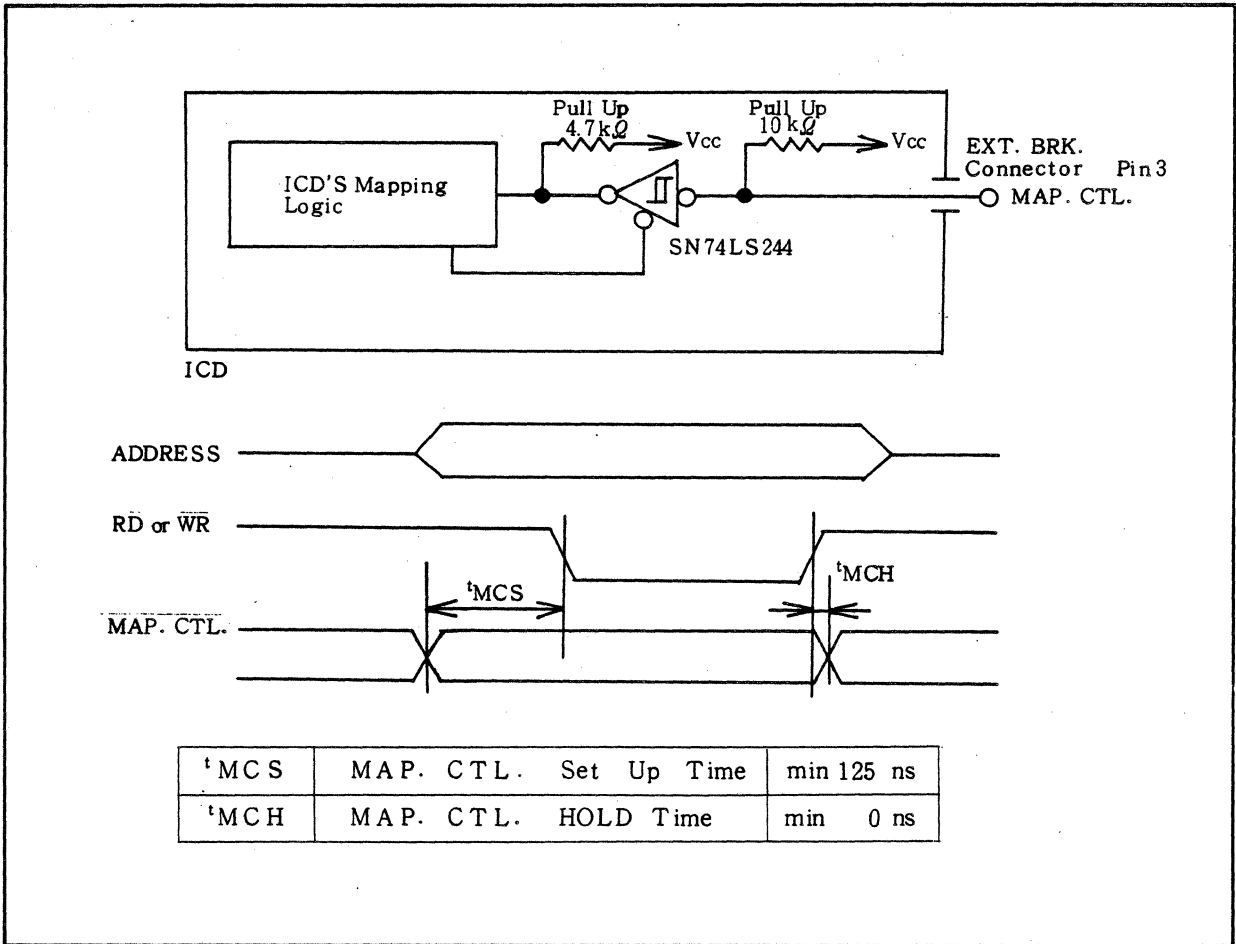 Pull Up
4.7kΩ
Vcc
Pull Up
10kΩ
Vcc
EXT. BRK.
Connector Pin3
MAP. CTL.
ICD'S Mapping
Logic
SN74LS244
ICD
ADDRESS
RD or WR
tMCS
tMCH
MAP. CTL.
tMCS MAP. CTL. Set Up Time min 125 ns
tMCH MAP. CTL. HOLD Time min 0 ns